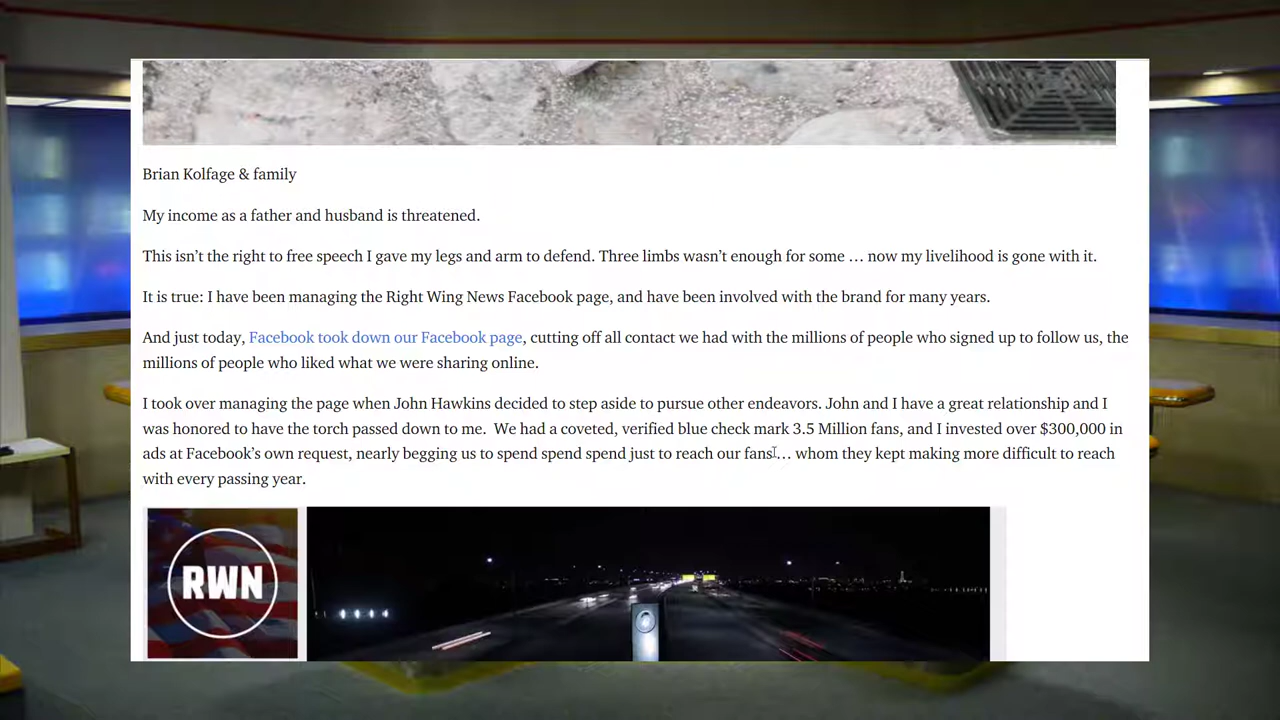 Brian Kolfage & family
My income as a father and husband is threatened.
This isn’t the right to free speech I gave my legs and arm to defend. Three limbs wasn’t enough for some … now my livelihood is gone with it.
It is true: I have been managing the Right Wing News Facebook page, and have been involved with the brand for many years.
And just today, Facebook took down our Facebook page, cutting off all contact we had with the millions of people who signed up to follow us, the
millions of people who liked what we were sharing online.
I took over managing the page when John Hawkins decided to step aside to pursue other endeavors. John and I have a great relationship and I
was honored to have the torch passed down to me.  We had a coveted, verified blue check mark 3.5 Million fans, and I invested over $300,000 in
ads at Facebook’s own request, nearly begging us to spend spend spend just to reach our fans… whom they kept making more difficult to reach
with every passing year.
RWN